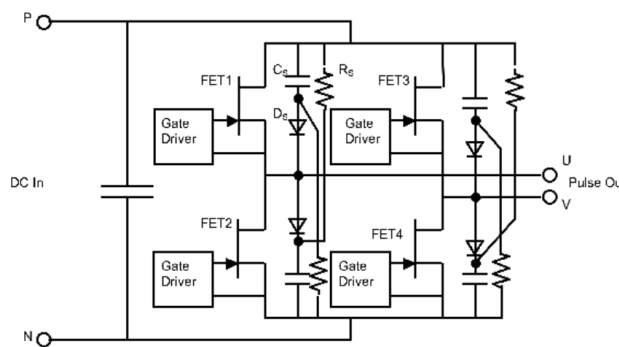 P
FET1
Cs
Rs
FET3
Gate
Driver
Ds
Gate
Driver
U
DC In
Pulse Ou
V
FET2
FET4
Gate
Driver
Gate
Driver
N